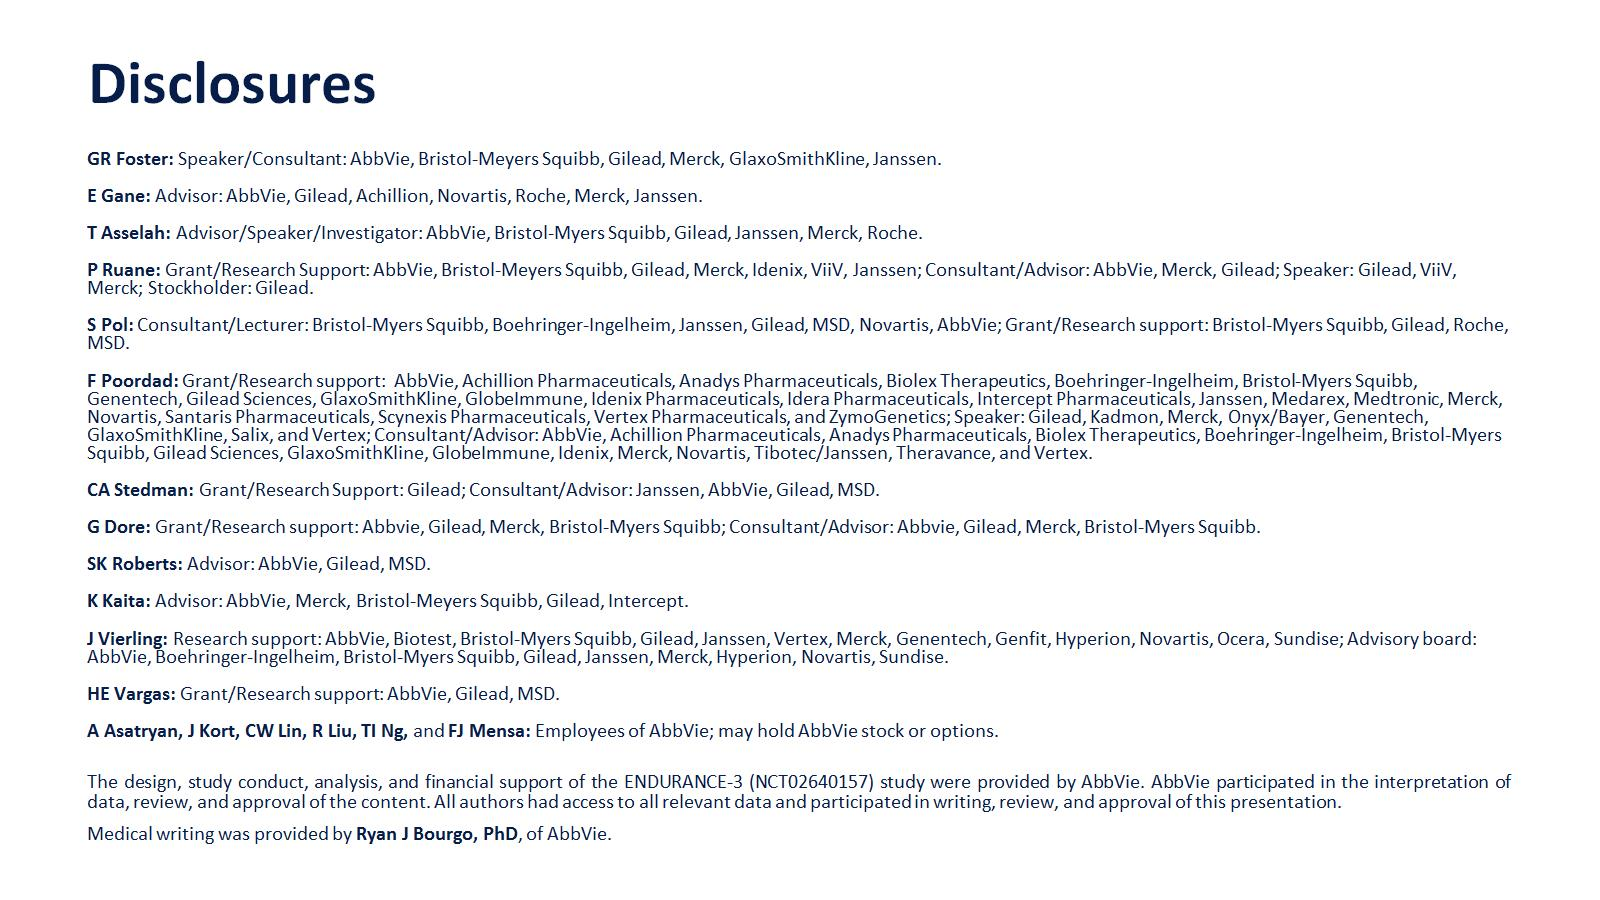 Disclosures
GR Foster: Speaker/Consultant: AbbVie, Bristol-Meyers Squibb, Gilead, Merck, GlaxoSmithKline, Janssen.
E Gane: Advisor: AbbVie, Gilead, Achillion, Novartis, Roche, Merck, Janssen.
T Asselah: Advisor/Speaker/Investigator: AbbVie, Bristol-Myers Squibb, Gilead, Janssen, Merck, Roche.
P Ruane: Grant/Research Support: AbbVie, Bristol-Meyers Squibb, Gilead, Merck, Idenix, ViiV, Janssen; Consultant/Advisor: AbbVie, Merck, Gilead; Speaker: Gilead, ViiV,
Merck; Stockholder: Gilead.
S Pol: Consultant/Lecturer: Bristol-Myers Squibb, Boehringer-Ingelheim, Janssen, Gilead, MSD, Novartis, AbbVie; Grant/Research support: Bristol-Myers Squibb, Gilead, Roche,
MSD.
F Poordad: Grant/Research support: AbbVie, Achillion Pharmaceuticals, Anadys Pharmaceuticals, Biolex Therapeutics, Boehringer-Ingelheim, Bristol-Myers Squibb,
Genentech, Gilead Sciences, GlaxoSmithKline, GlobeImmune, Idenix Pharmaceuticals, Idera Pharmaceuticals, Intercept Pharmaceuticals, Janssen, Medarex, Medtronic, Merck,
Novartis, Santaris Pharmaceuticals, Scynexis Pharmaceuticals, Vertex Pharmaceuticals, and ZymoGenetics; Speaker: Gilead, Kadmon, Merck, Onyx/Bayer, Genentech,
GlaxoSmithKline, Salix, and Vertex; Consultant/Advisor: AbbVie, Achillion Pharmaceuticals, Anadys Pharmaceuticals, Biolex Therapeutics, Boehringer-Ingelheim, Bristol-Myers
Squibb, Gilead Sciences, GlaxoSmithKline, GlobeImmune, Idenix, Merck, Novartis, Tibotec/Janssen, Theravance, and Vertex.
CA Stedman: Grant/Research Support: Gilead; Consultant/Advisor: Janssen, AbbVie, Gilead, MSD.
G Dore: Grant/Research support: Abbvie, Gilead, Merck, Bristol-Myers Squibb; Consultant/Advisor: Abbvie, Gilead, Merck, Bristol-Myers Squibb.
SK Roberts: Advisor: AbbVie, Gilead, MSD.
K Kaita: Advisor: AbbVie, Merck, Bristol-Meyers Squibb, Gilead, Intercept.
J Vierling: Research support: AbbVie, Biotest, Bristol-Myers Squibb, Gilead, Janssen, Vertex, Merck, Genentech, Genfit, Hyperion, Novartis, Ocera, Sundise; Advisory board:
AbbVie, Boehringer-Ingelheim, Bristol-Myers Squibb, Gilead, Janssen, Merck, Hyperion, Novartis, Sundise.
HE Vargas: Grant/Research support: AbbVie, Gilead, MSD.
A Asatryan, J Kort, CW Lin, R Liu, TI Ng, and FJ Mensa: Employees of AbbVie; may hold AbbVie stock or options.
The design, study conduct, analysis, and financial support of the ENDURANCE-3 (NCT02640157) study were provided by AbbVie. AbbVie participated in the interpretation of
data, review, and approval of the content. All authors had access to all relevant data and participated in writing, review, and approval of this presentation.
Medical writing was provided by Ryan J Bourgo, PhD, of AbbVie.